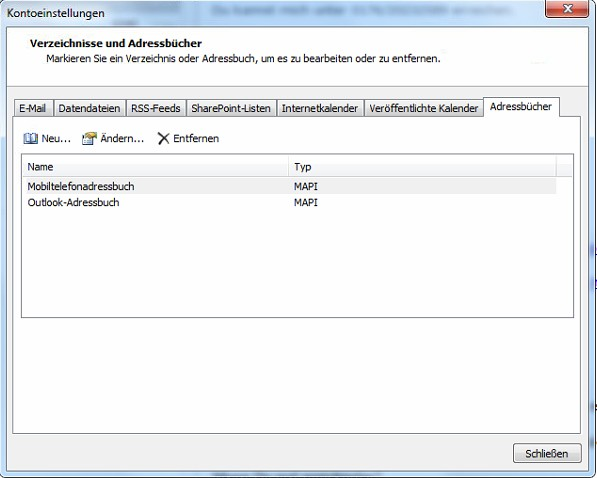 Kontoeinstellungen
Verzeichnisse und Adressbücher
Markieren Sie ein Verzeichnis oder Adressbuch, um es zu bearbeiten oder zu entfernen.
E-Mail Datendateien RSS-Feeds SharePoint-Listen Internetkalender Veröffentlichte Kalender Adressbücher
Neu... Ändern... Entfernen
Name Typ
Mobiltelefonadressbuch MAPI
Outlook-Adressbuch MAPI
Schließen